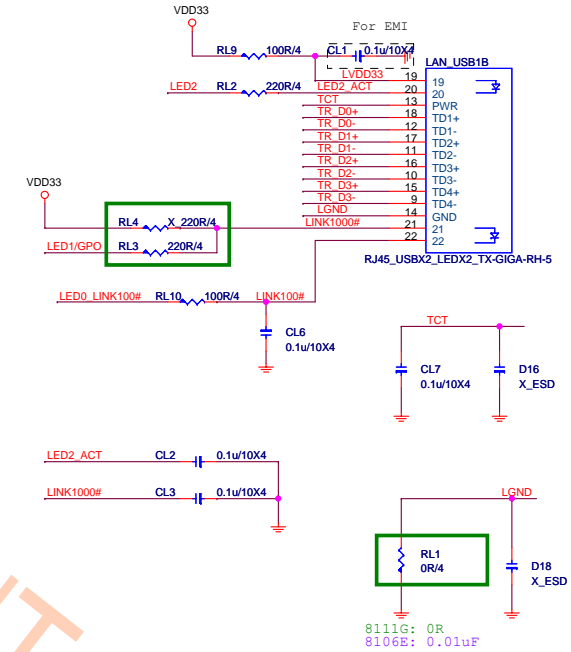 VDD33
For EMI
RL9 100R/4 CL1 0.1u/10X4
LAN_USB1B
LVDD33 19 19
LED2 RL2 220R/4 LED2_ACT 20 20
TCT 13 PWR
TR_D0+ 18 TD1+
TR_D0- 12 TD1-
TR_D1+ 17 TD2+
TR_D1- 11 TD2-
TR_D2+ 16 TD3+
TR_D2- 10 TD3-
TR_D3+ 15 TD4+
TR_D3- 9 TD4-
LGND 14 GND
LINK1000# 21 21
22 22
RJ45_USBX2_LEDX2_TX-GIGA-RH-5
VDD33
RL4 X_220R/4
LED1/GPO RL3 220R/4
LED0_LINK100# RL10 100R/4 LINK100#
CL6
0.1u/10X4
TCT
CL7
0.1u/10X4
D16
X_ESD
LED2_ACT CL2 0.1u/10X4
LINK1000# CL3 0.1u/10X4
LGND
RL1
0R/4
D18
X_ESD
8111G: 0R
8106E: 0.01uF